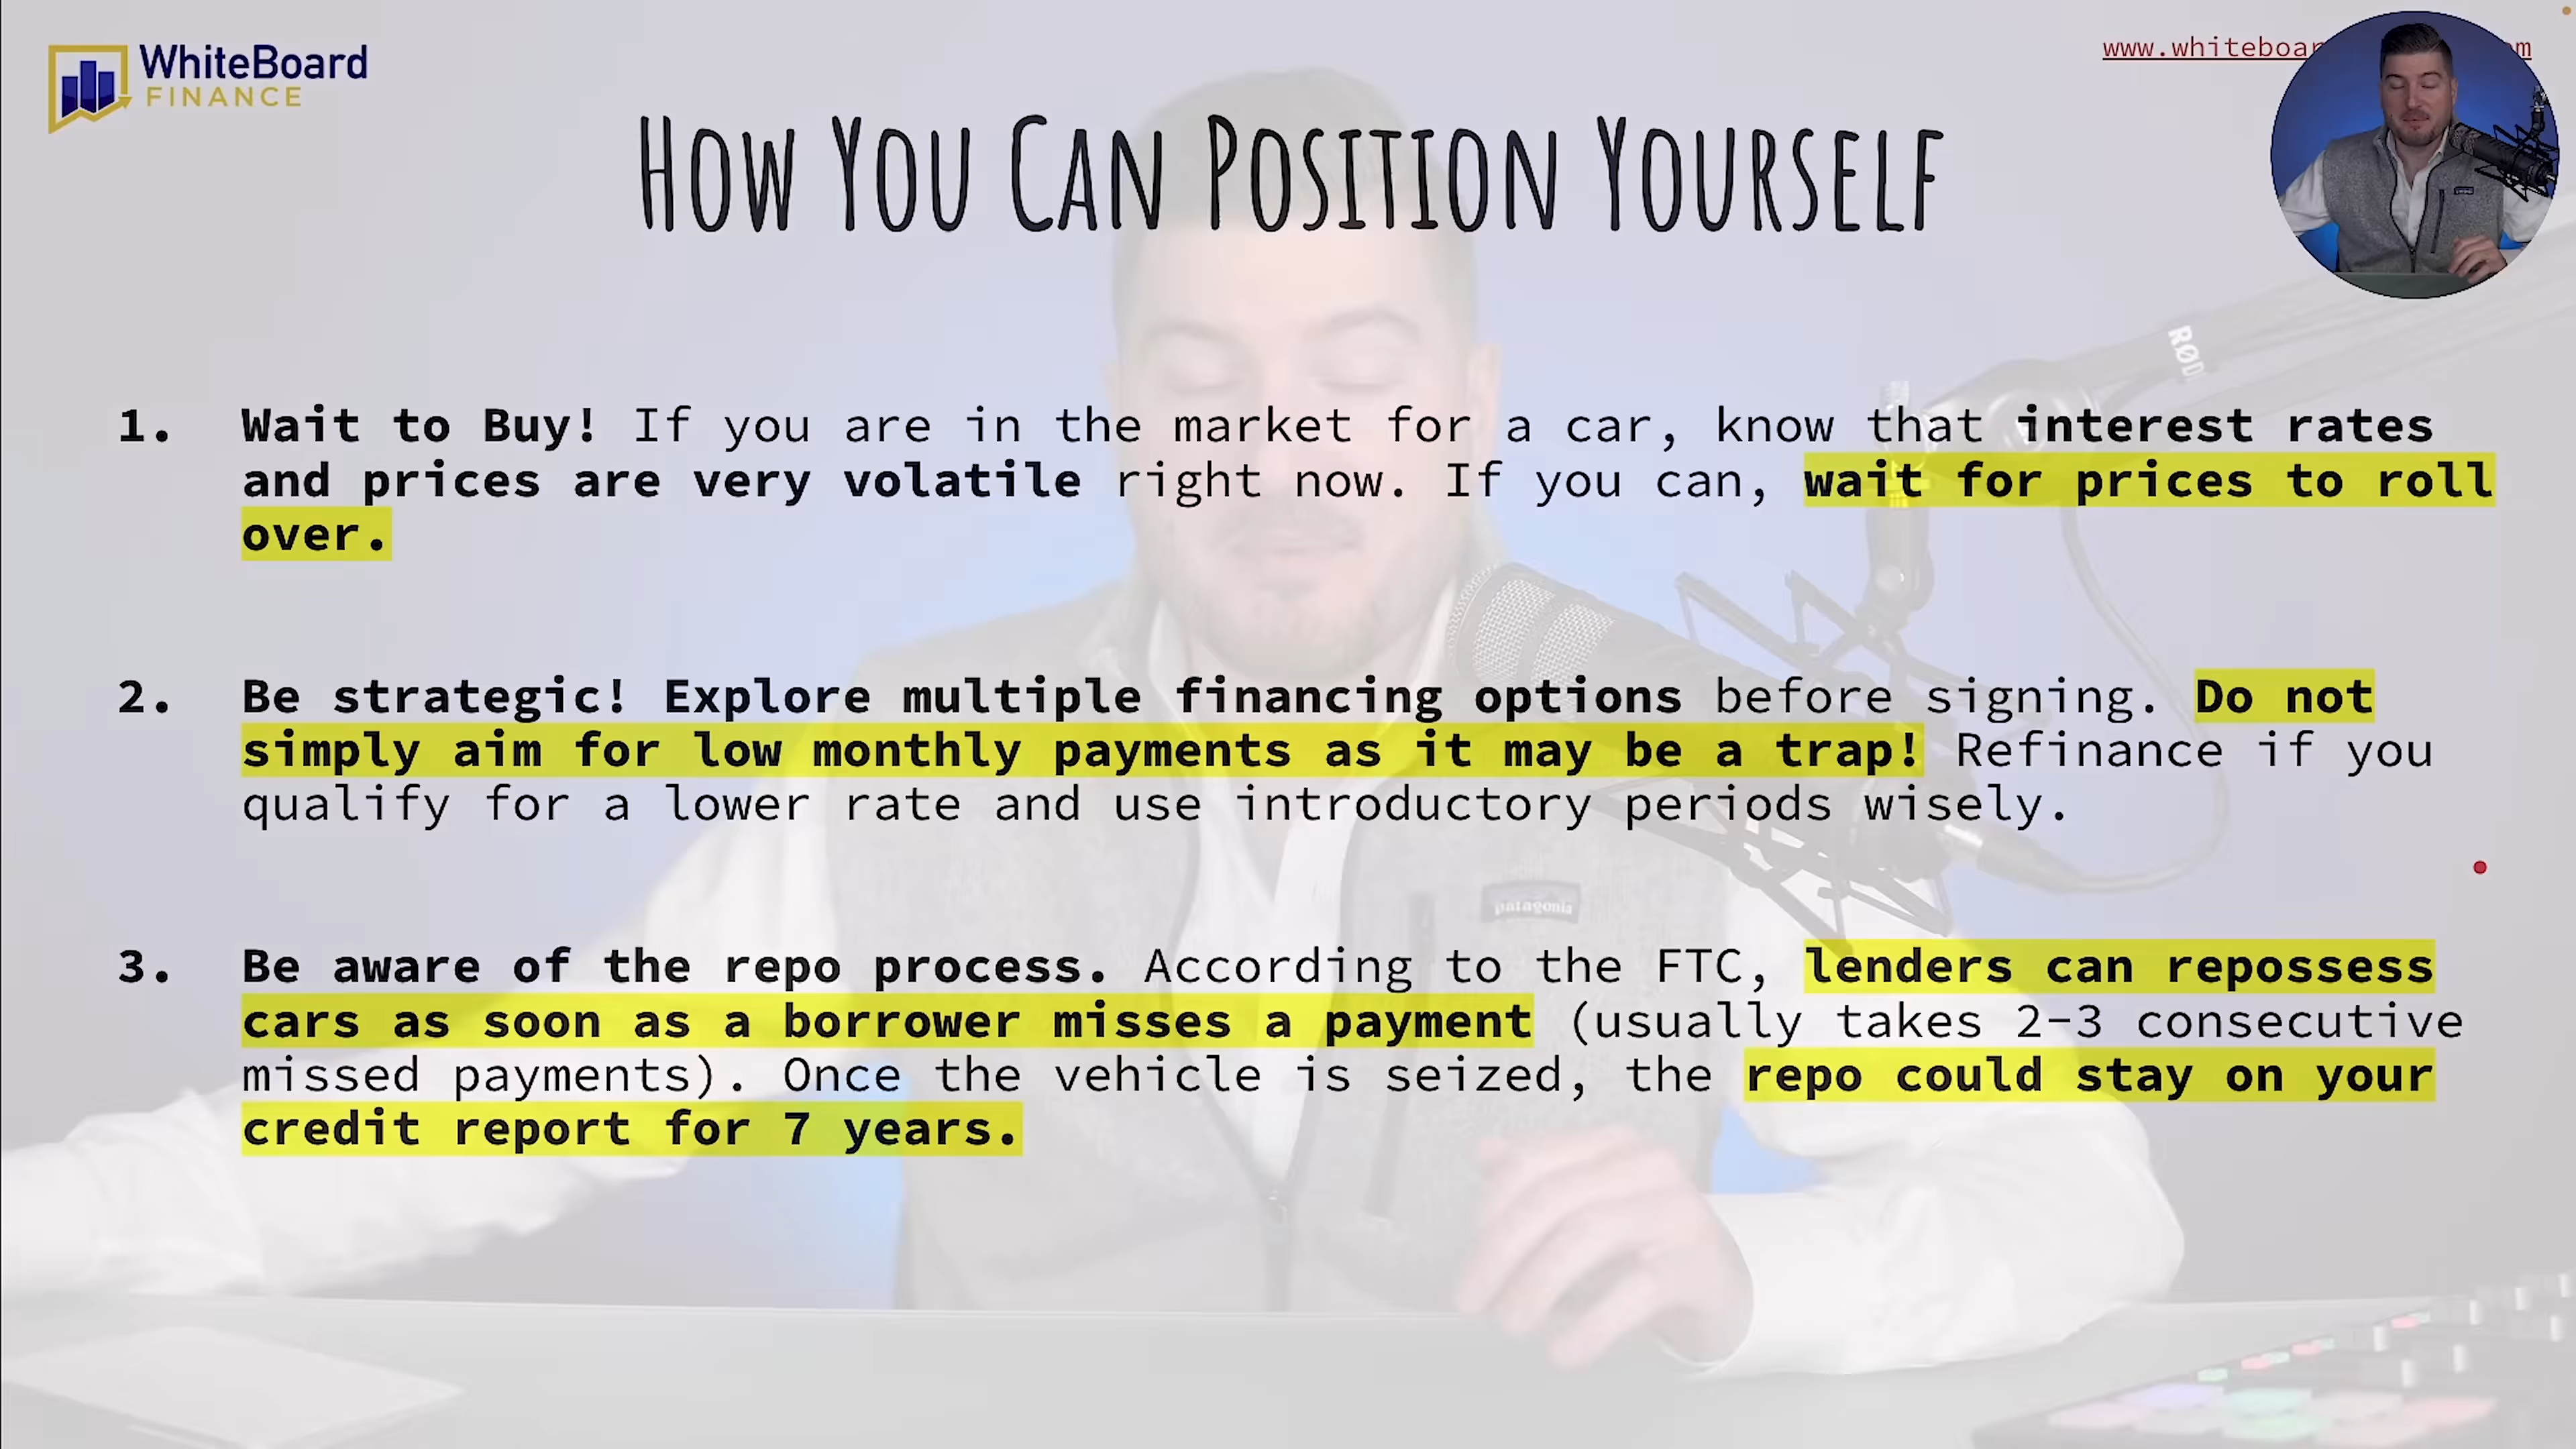 WhiteBoard
FINANCE
How You Can Position Yourself
RØD
1. Wait to Buy! If you are in the market for a car, know that interest rates
and prices are very volatile right now. If you can, wait for prices to roll
over.
2. Be strategic! Explore multiple financing options before signing. Do not
simply aim for low monthly payments as it may be a trap! Refinance if you
qualify for a lower rate and use introductory periods wisely.
patagonia
3. Be aware of the repo process. According to the FTC, lenders can repossess
cars as soon as a borrower misses a payment (usually takes 2-3 consecutive
missed payments). Once the vehicle is seized, the repo could stay on your
credit report for 7 years.